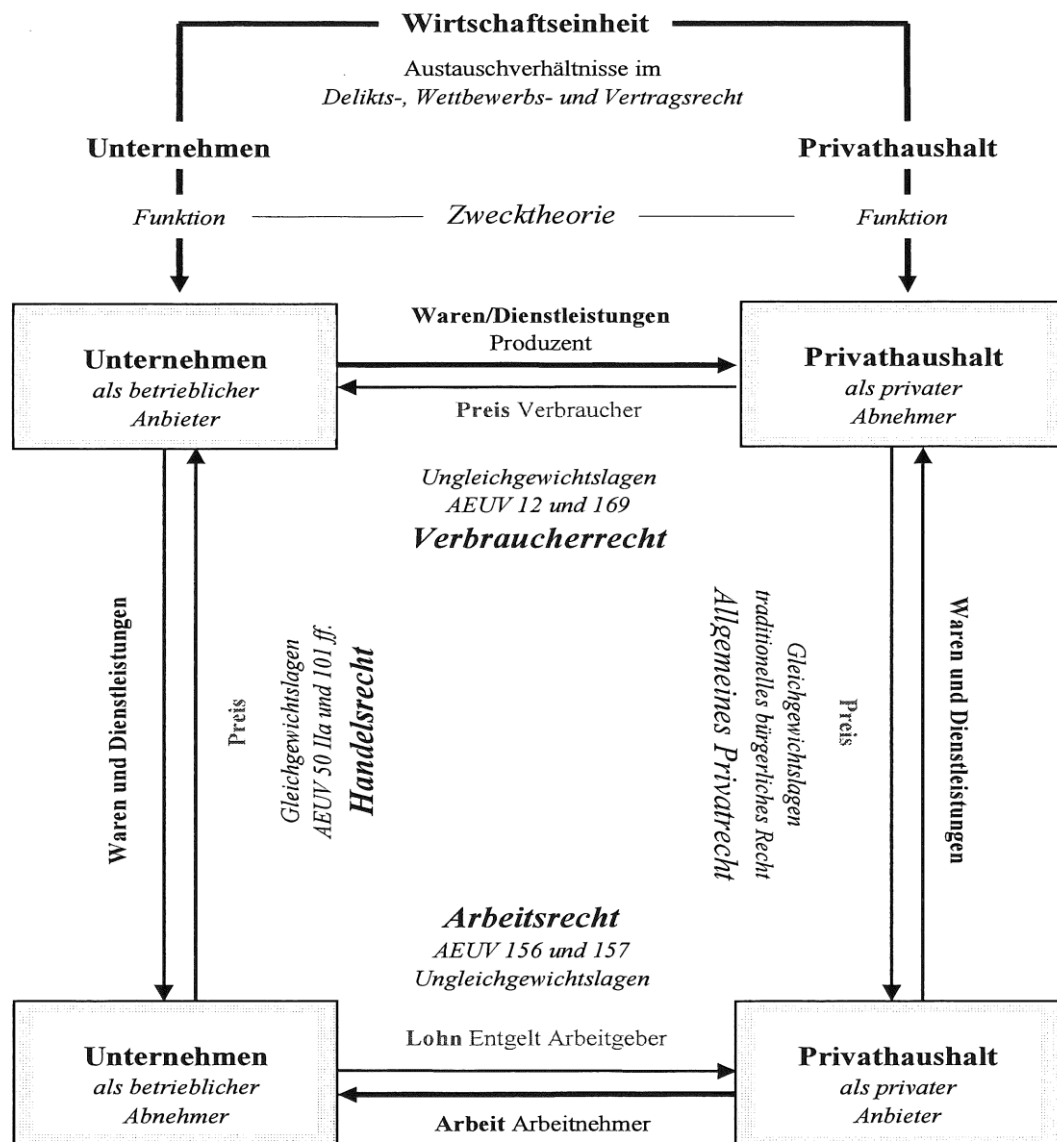 Wirtschaftseinheit
Austauschverhältnisse im
Delikts-, Wettbewerbs- und Vertragsrecht
Unternehmen
Privathaushalt
Funktion
Zwecktheorie
Funktion
Waren/Dienstleistungen
Produzent
Unternehmen
als betrieblicher
Anbieter
Privathaushalt
als privater
Abnehmer
Preis Verbraucher
Ungleichgewichtslagen
AEUV 12 und 169
Verbraucherrecht
Waren und Dienstleistungen
Preis
Gleichgewichtslagen
AEUV 50 IIa und 101 ff.
Handelsrecht
Gleichgewichtslagen
traditionelles bürgerliches Recht
Allgemeines Privatrecht
Preis
Waren und Dienstleistungen
Arbeitsrecht
AEUV 156 und 157
Ungleichgewichtslagen
Unternehmen
als betrieblicher
Abnehmer
Lohn Entgelt Arbeitgeber
Arbeit Arbeitnehmer
Privathaushalt
als privater
Anbieter